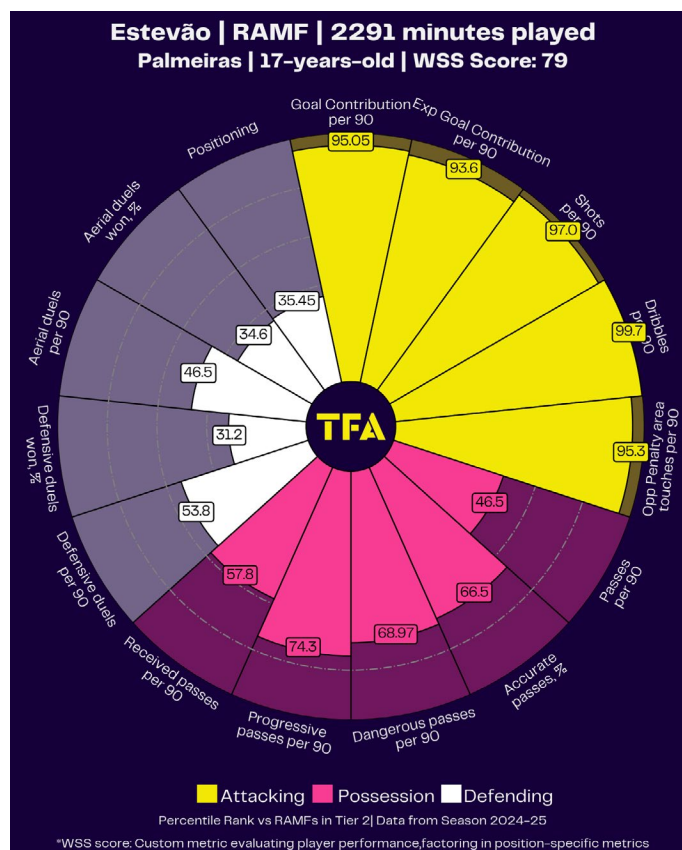 Estevão | RAMF | 2291 minutes played
Palmeiras | 17-years-old | WSS Score: 79
Goal Contribution
per 90
95.05
Exp Goal Contribution
per 90
93.6
Shots
per 90
97.0
Dribbles
per 90
99.7
Opp Penalty area
touches per 90
95.3
Passes
per 90
46.5
Accurate
passes, %
66.5
Dangerous passes
per 90
68.97
Progressive
passes per 90
74.3
Received passes
per 90
57.8
Defensive duels
per 90
53.8
Defensive duels
won, %
31.2
Aerial duels
per 90
46.5
Aerial duels
won, %
34.6
Positioning
35.45
TFA
Attacking Possession Defending
Percentile Rank vs RAMFs in Tier 2| Data from Season 2024-25
*WSS score: Custom metric evaluating player performance,factoring in position-specific metrics